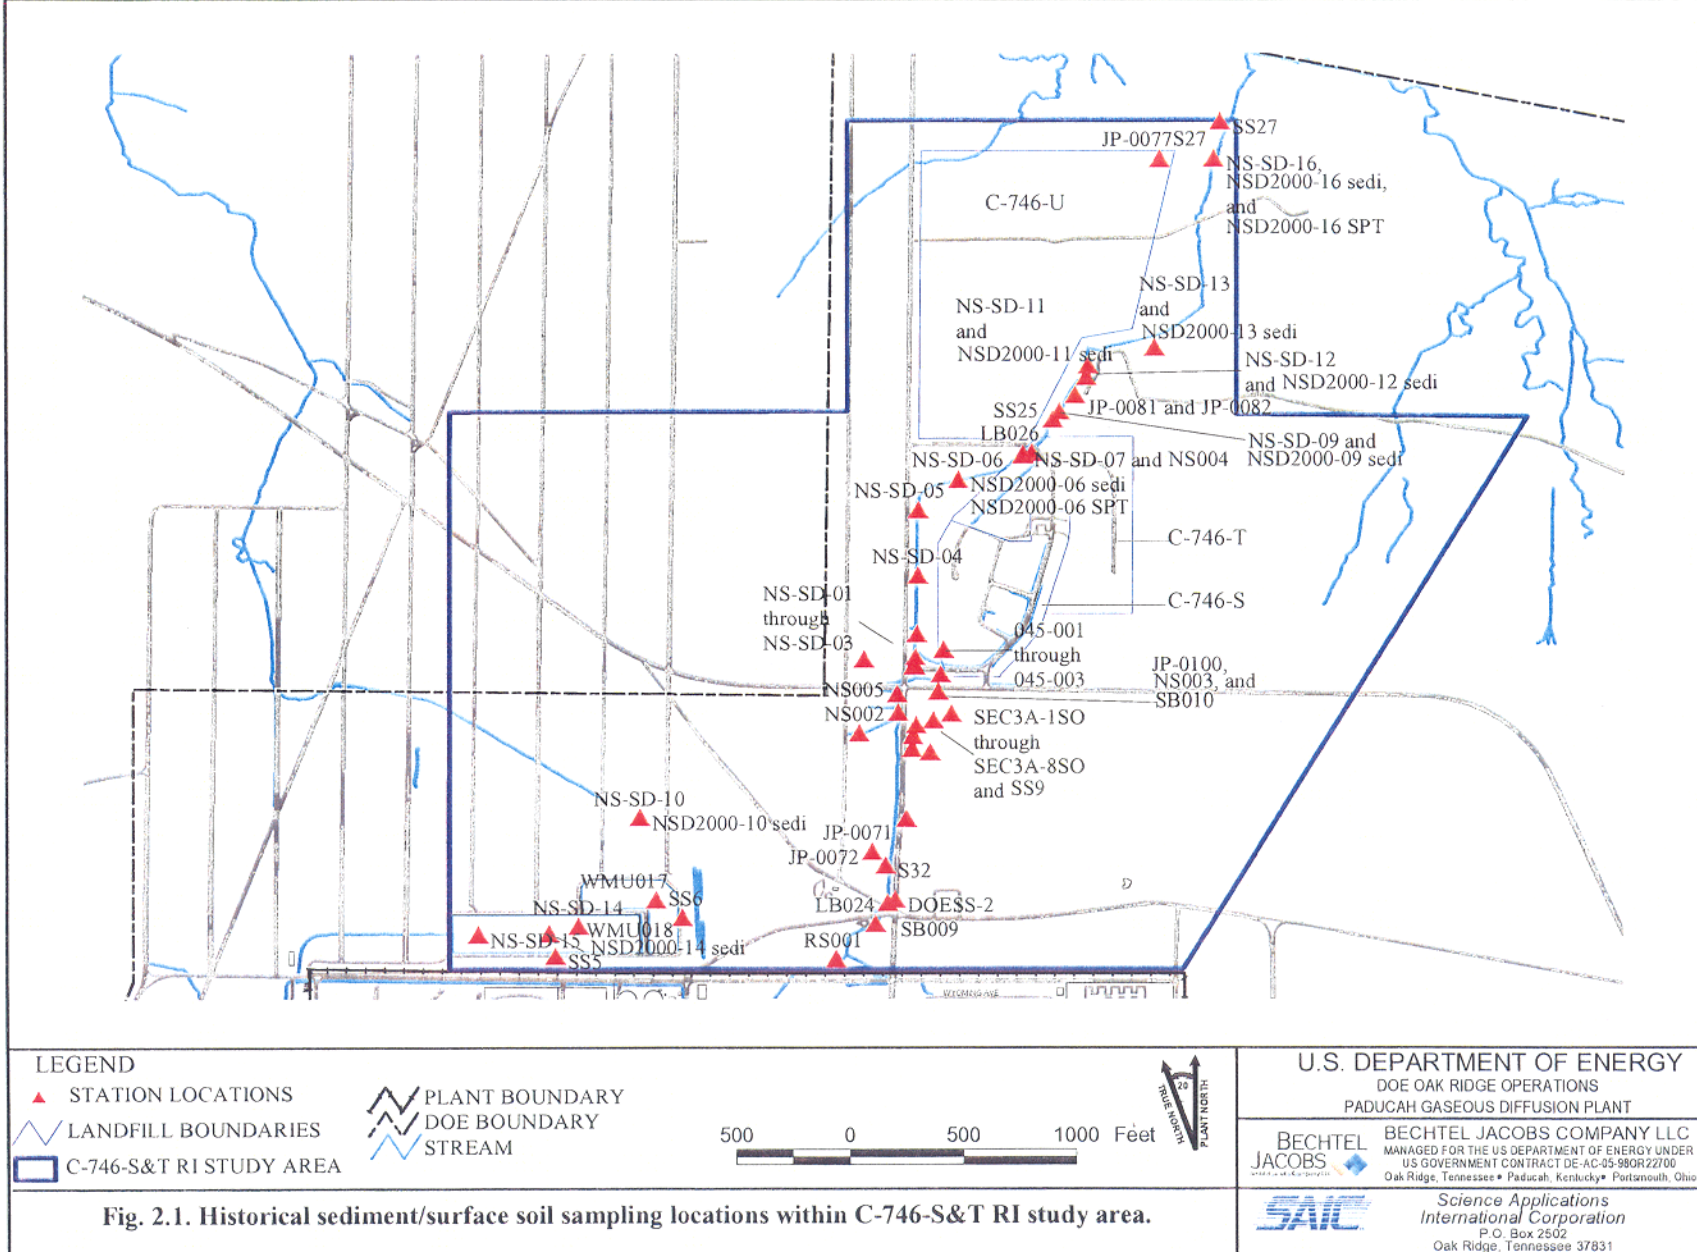 SS27
JP-0077S27
NS-SD-16,
NSD2000-16 sedi,
and
NSD2000-16 SPT
C-746-U
NS-SD-13
and
NSD2000-13 sedi
NS-SD-11
and
NSD2000-11 sedi
NS-SD-12
and NSD2000-12 sedi
SS25
JP-0081 and JP-0082
LB026
NS-SD-09 and
NSD2000-09 sedi
NS-SD-06
NS-SD-07 and NS004
NSD2000-06 sedi
NSD2000-06 SPT
NS-SD-05
C-746-T
NS-SD-04
C-746-S
NS-SD-01
through
NS-SD-03
045-001
through
045-003
JP-0100,
NS003, and
SB010
NS005
NS002
SEC3A-1SO
through
SEC3A-8SO
and SS9
NS-SD-10
NSD2000-10 sedi
JP-0071
JP-0072
S32
WMU017
SS6
LB024
DOESS-2
NS-SD-14
WMU018
SB009
NS-SD-15
NSD2000-14 sedi
RS001
SS5
WYOMING AVE
LEGEND
STATION LOCATIONS
LANDFILL BOUNDARIES
C-746-S&T RI STUDY AREA
PLANT BOUNDARY
DOE BOUNDARY
STREAM
500 0 500 1000 Feet
20
TRUE NORTH
PLANT NORTH
U.S. DEPARTMENT OF ENERGY
DOE OAK RIDGE OPERATIONS
PADUCAH GASEOUS DIFFUSION PLANT
BECHTEL
JACOBS
BECHTEL JACOBS COMPANY LLC
MANAGED FOR THE US DEPARTMENT OF ENERGY UNDER
US GOVERNMENT CONTRACT DE-AC-05-98OR22700
Oak Ridge, Tennessee • Paducah, Kentucky • Portsmouth, Ohio
SAIC
Science Applications
International Corporation
P.O. Box 2502
Oak Ridge, Tennessee 37831
Fig. 2.1. Historical sediment/surface soil sampling locations within C-746-S&T RI study area.